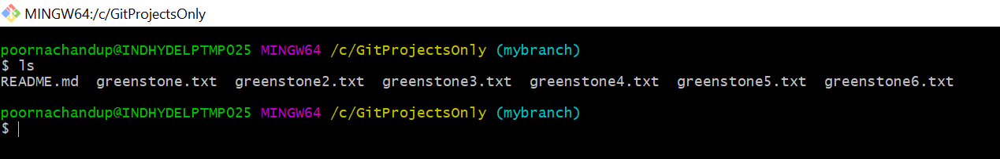 MINGW64:/c/GitProjectsOnly
poornachandup@INDHYDELPTMP025 MINGW64 /c/GitProjectsOnly (mybranch)
$ ls
README.md  greenstone.txt  greenstone2.txt  greenstone3.txt  greenstone4.txt  greenstone5.txt  greenstone6.txt
poornachandup@INDHYDELPTMP025 MINGW64 /c/GitProjectsOnly (mybranch)
$